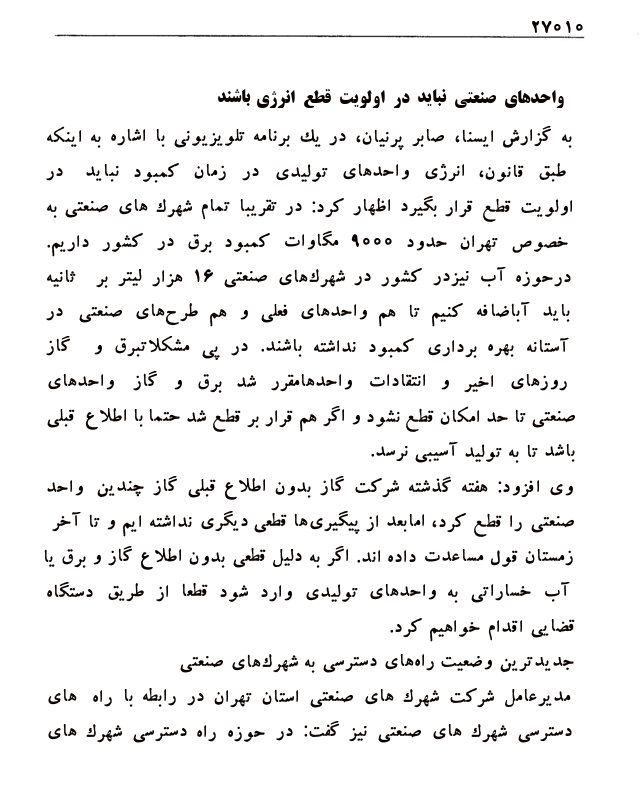 ۲۷۰۱۰
واحدهای صنعتی نباید در اولویت قطع انرژی باشند
به گزارش ایسنا، صابر پرنیان، در یك برنامه تلویزیونی با اشاره به اینکه
طبق قانون، انرژی واحدهای تولیدی در زمان کمبود نباید در
اولویت قطع قرار بگیرد اظهار کرد: در تقریبا تمام شهرك های صنعتی به
خصوص تهران حدود ۹۰۰۰ مگاوات کمبود برق در کشور داریم.
درحوزه آب نیزدر کشور در شهرك‌های صنعتی ۱۶ هزار لیتر بر ثانیه
باید آباضافه کنیم تا هم واحدهای فعلی و هم طرح‌های صنعتی در
آستانه بهره برداری کمبود نداشته باشند. در پی مشکلاتبرق و گاز
روزهای اخیر و انتقادات واحدهامقرر شد برق و گاز واحدهای
صنعتی تا حد امکان قطع نشود و اگر هم قرار بر قطع شد حتما با اطلاع قبلی
باشد تا به تولید آسیبی نرسد.
وی افزود: هفته گذشته شرکت گاز بدون اطلاع قبلی گاز چندین واحد
صنعتی را قطع کرد، امابعد از پیگیری‌ها قطعی دیگری نداشته ایم و تا آخر
زمستان قول مساعدت داده اند. اگر به دلیل قطعی بدون اطلاع گاز و برق یا
آب خساراتی به واحدهای تولیدی وارد شود قطعا از طریق دستگاه
قضایی اقدام خواهیم کرد.
جدیدترین وضعیت راه‌های دسترسی به شهرك‌های صنعتی
مدیرعامل شرکت شهرك های صنعتی استان تهران در رابطه با راه های
دسترسی شهرك های صنعتی نیز گفت: در حوزه راه دسترسی شهرك های